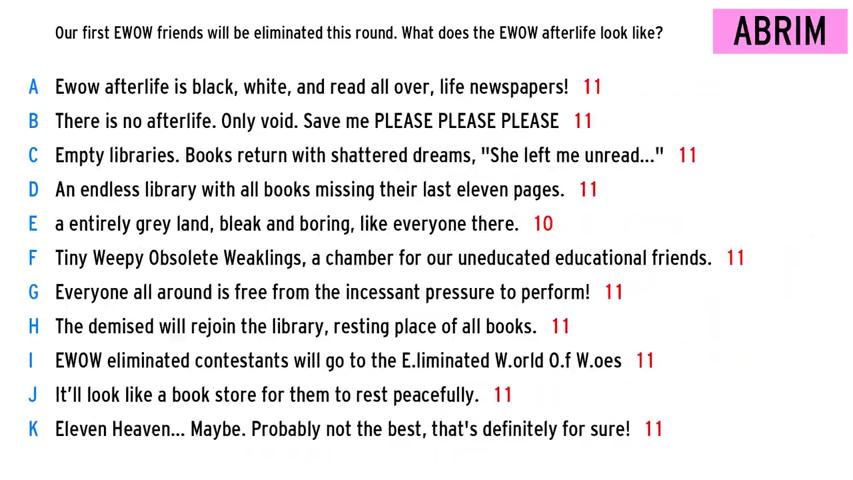 Our first EWOW friends will be eliminated this round. What does the EWOW afterlife look like?
ABRIM
A Ewow afterlife is black, white, and read all over, life newspapers! 11
B There is no afterlife. Only void. Save me PLEASE PLEASE PLEASE 11
C Empty libraries. Books return with shattered dreams, "She left me unread..." 11
D An endless library with all books missing their last eleven pages. 11
E a entirely grey land, bleak and boring, like everyone there. 10
F Tiny Weepy Obsolete Weaklings, a chamber for our uneducated educational friends. 11
G Everyone all around is free from the incessant pressure to perform! 11
H The demised will rejoin the library, resting place of all books. 11
I EWOW eliminated contestants will go to the E.liminated W.orld O.f W.oes 11
J It'll look like a book store for them to rest peacefully. 11
K Eleven Heaven... Maybe. Probably not the best, that's definitely for sure! 11